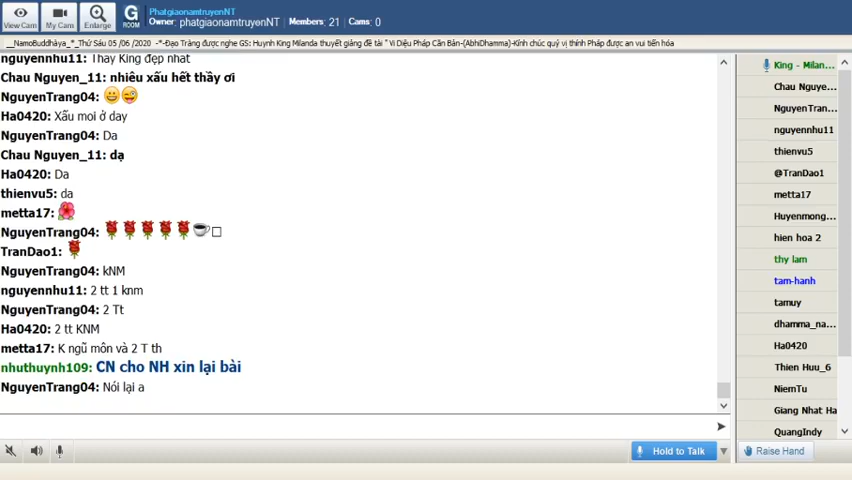 View Cam
My Cam
Enlarge
G
ROOM
PhatgiaonamtruyenNT
Owner: phatgiaonamtruyenNT Members: 21 Cams: 0
__NamoBuddhàya_*_Thứ Sáu 05 /06 /2020 -*-Đạo Tràng được nghe GS: Huynh King Milanda thuyết giảng đề tài " Vi Diệu Pháp Căn Bản-(AbhiDhamma)-Kính chúc quý vị thính Pháp được an vui tiến hóa
nguyennhu11: Thầy King đẹp nhất
Chau Nguyen_11: nhiêu xấu hết thầy ơi
NguyenTrang04:
Ha0420: Xấu moi ở day
NguyenTrang04: Da
Chau Nguyen_11: dạ
Ha0420: Da
thienvu5: da
metta17:
NguyenTrang04:
TranDao1:
NguyenTrang04: kNM
nguyennhu11: 2 tt 1 knm
NguyenTrang04: 2 Tt
Ha0420: 2 tt KNM
metta17: K ngũ môn và 2 T th
nhuthuynh109: CN cho NH xin lại bài
NguyenTrang04: Nói lại a
King - Milan...
Chau Nguye...
NguyenTran...
nguyennhu11
thienvu5
@TranDao1
metta17
Huyenmong...
hien hoa 2
thy lam
tam-hanh
tamuy
dhamma_na...
Ha0420
Thien Huu_6
NiemTu
Giang Nhat Ha
QuangIndy
Hold to Talk
Raise Hand